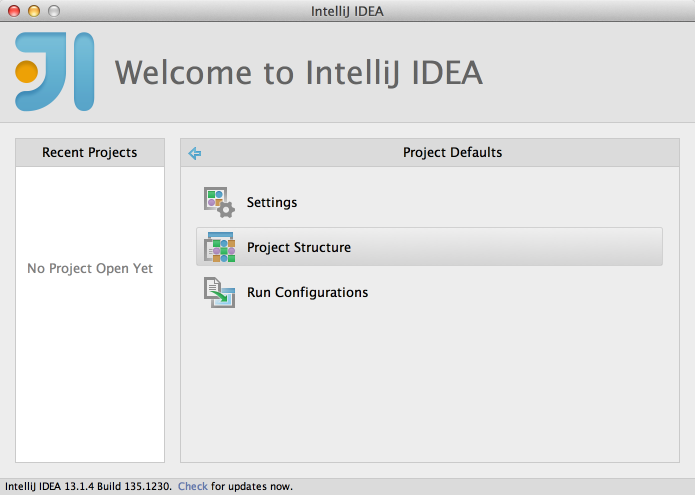 IntelliJ IDEA
Welcome to IntelliJ IDEA
Recent Projects
Project Defaults
No Project Open Yet
Settings
Project Structure
Run Configurations
IntelliJ IDEA 13.1.4 Build 135.1230. Check for updates now.